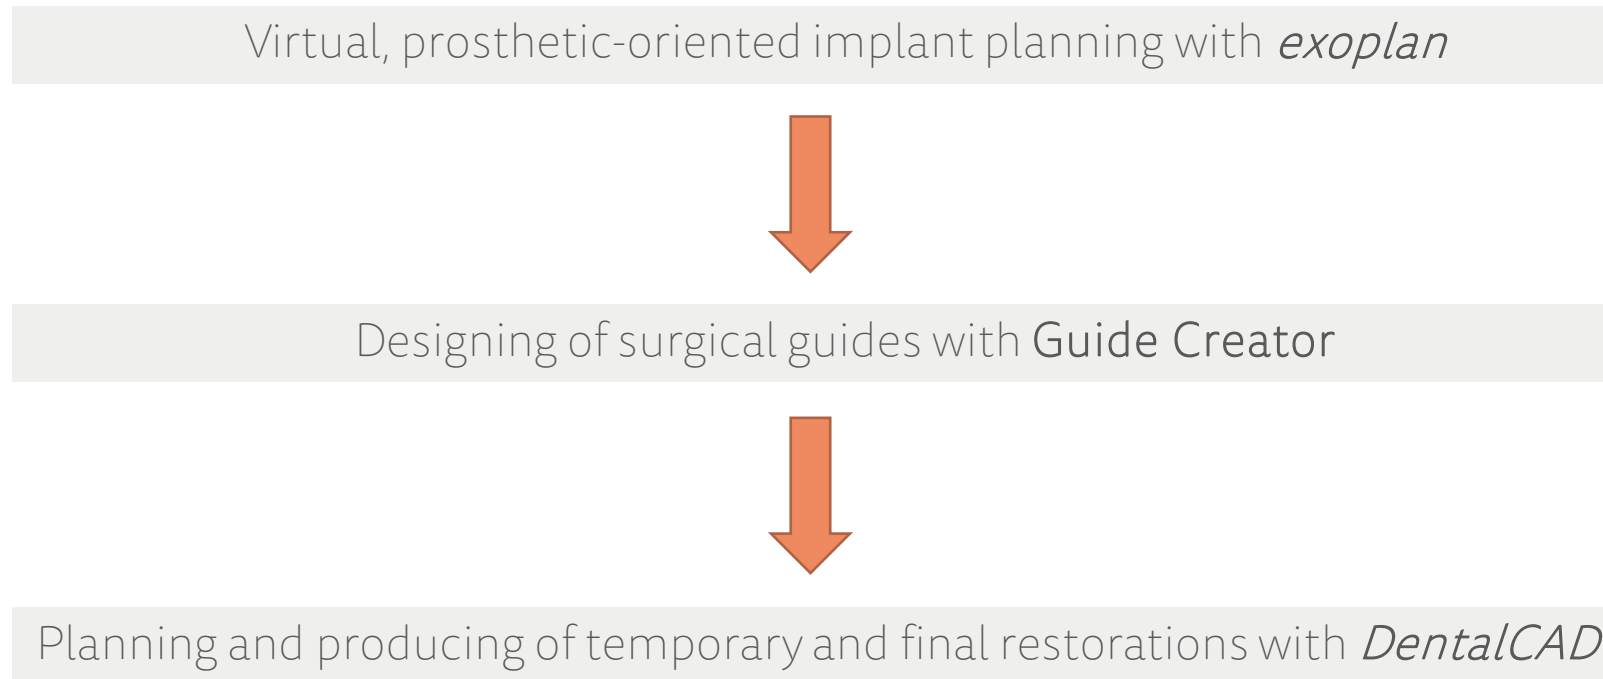 Virtual, prosthetic-oriented implant planning with exoplan
Designing of surgical guides with Guide Creator
Planning and producing of temporary and final restorations with DentalCAD